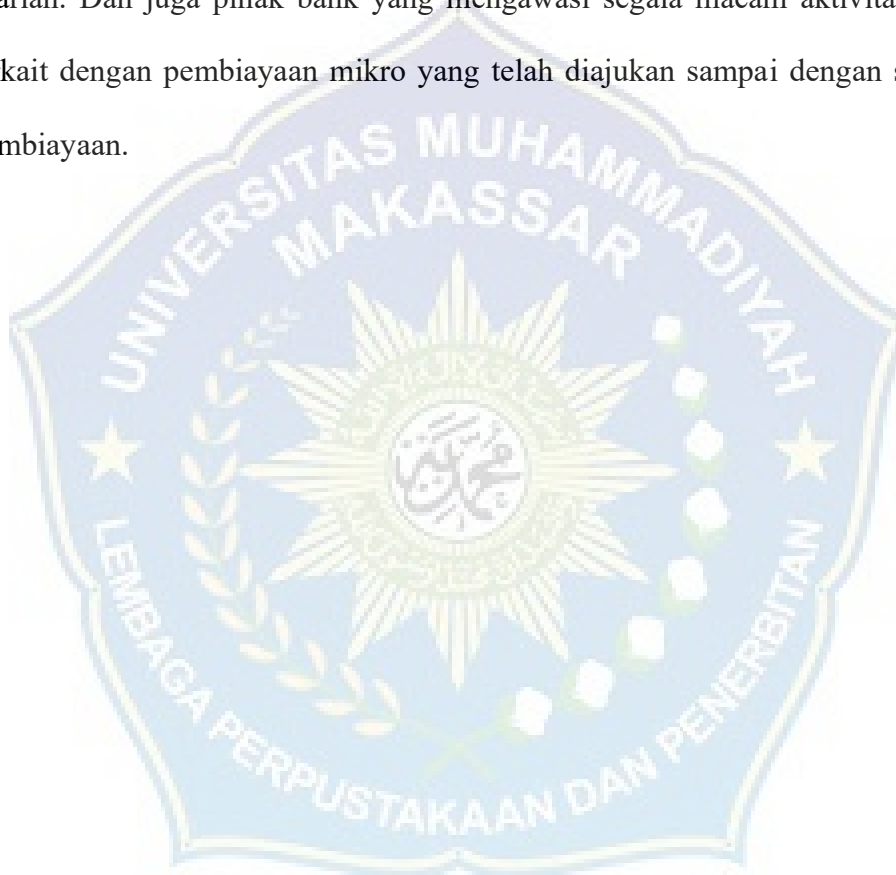 arian. Dan juga pihak bank yang mengawasi segala macam aktivita
kait dengan pembiayaan mikro yang telah diajukan sampai dengan s
mbiayaan.
UNIVERSITAS MUHAMMADIYAH
MAKASSAR
LEMBAGA PERPUSTAKAAN DAN PENERBITAN